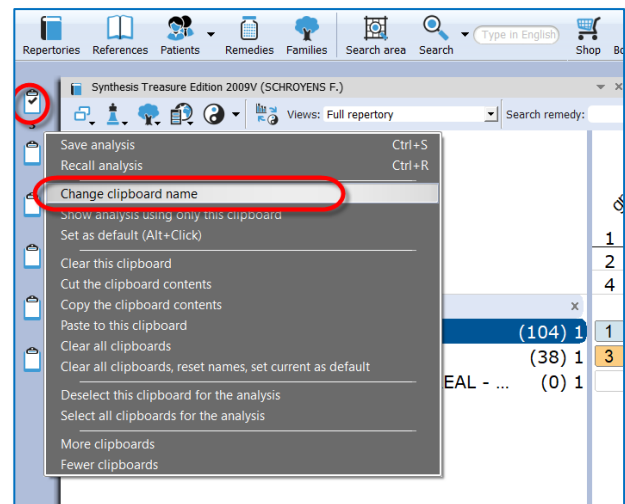 Repertories References Patients Remedies Families Search area Search Type in English Shop
Synthesis Treasure Edition 2009V (SCHROYENS F.)
Views: Full repertory Search remedy:
Save analysis Ctrl+S
Recall analysis Ctrl+R
Change clipboard name
Show analysis using only this clipboard
Set as default (Alt+Click)
1
Clear this clipboard
2
Cut the clipboard contents
4
Copy the clipboard contents
x
Paste to this clipboard
(104) 1 1
Clear all clipboards
(38) 1 3
Clear all clipboards, reset names, set current as default
EAL - ... (0) 1
Deselect this clipboard for the analysis
Select all clipboards for the analysis
More clipboards
Fewer clipboards